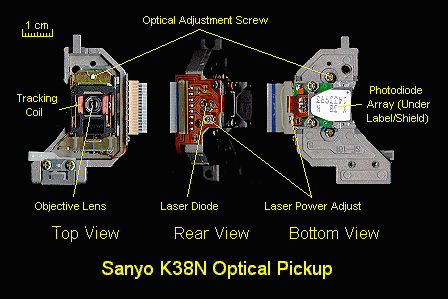 1 cm
Optical Adjustment Screw
Tracking
Coil
Photodiode
Array (Under
Label/Shield)
Objective Lens
Laser Diode
Laser Power Adjust
Top View
Rear View
Bottom View
Sanyo K38N Optical Pickup